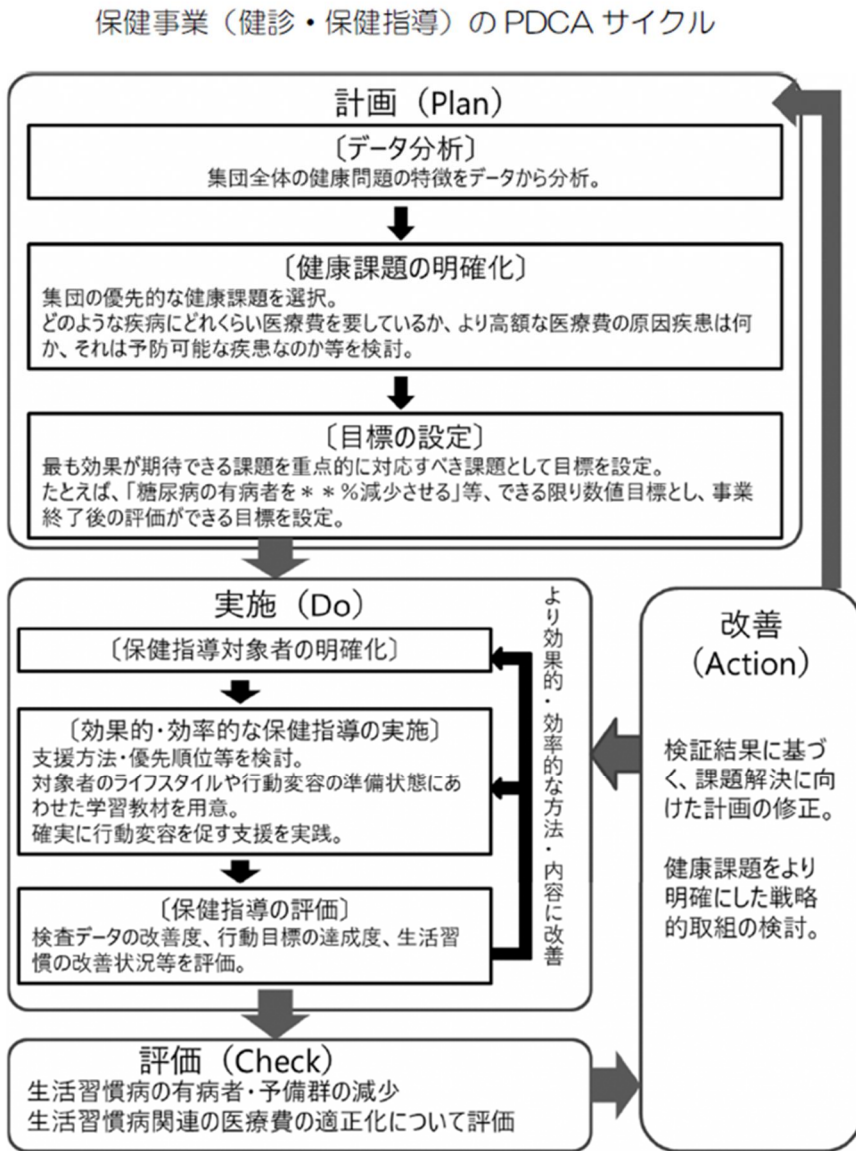 保健事業（健診・保健指導）のPDCAサイクル
計画（Plan）
〔データ分析〕
集団全体の健康問題の特徴をデータから分析。
〔健康課題の明確化〕
集団の優先的な健康課題を選択。
どのような疾病にどれくらい医療費を要しているか、より高額な医療費の原因疾患は何
か、それは予防可能な疾患なのか等を検討。
〔目標の設定〕
最も効果が期待できる課題を重点的に対応すべき課題として目標を設定。
たとえば、「糖尿病の有病者を＊＊%減少させる」等、できる限り数値目標とし、事業
終了後の評価ができる目標を設定。
実施（Do）
〔保健指導対象者の明確化〕
〔効果的・効率的な保健指導の実施〕
支援方法・優先順位等を検討。
対象者のライフスタイルや行動変容の準備状態にあ
わせた学習教材を用意。
確実に行動変容を促す支援を実践。
〔保健指導の評価〕
検査データの改善度、行動目標の達成度、生活習
慣の改善状況等を評価。
より効果的・効率的な方法・内容に改善
評価（Check）
生活習慣病の有病者・予備群の減少
生活習慣病関連の医療費の適正化について評価
改善
（Action）
検証結果に基づ
く、課題解決に向
けた計画の修正。
健康課題をより
明確にした戦略
的取組の検討。